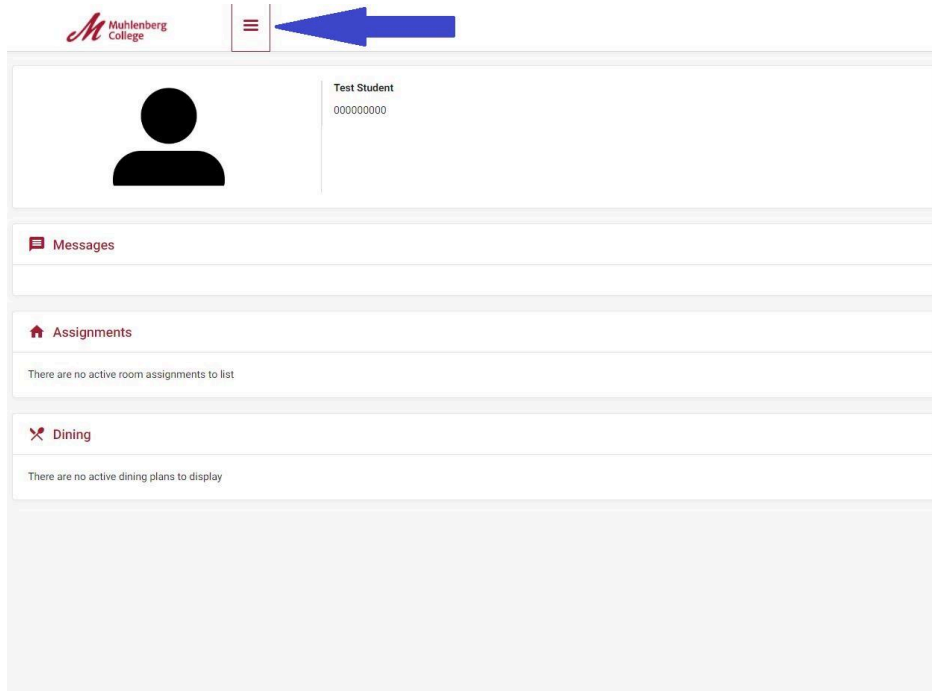 Muhlenberg
College
Test Student
000000000
Messages
Assignments
There are no active room assignments to list
Dining
There are no active dining plans to display